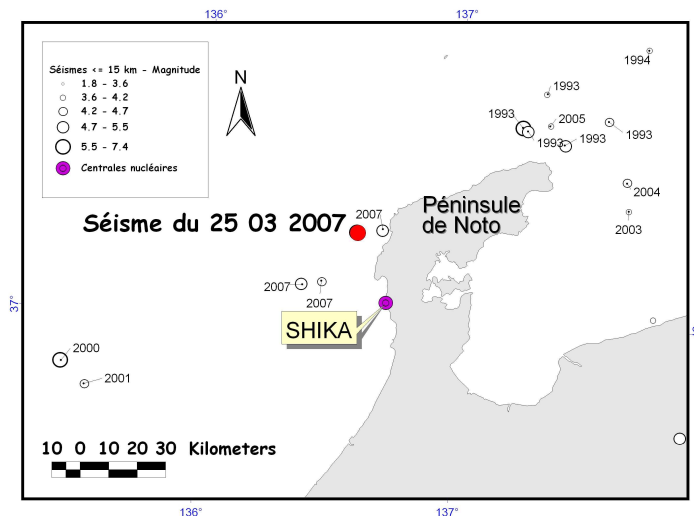 136°
137°
Séismes <= 15 km - Magnitude
1.8 - 3.6
3.6 - 4.2
4.2 - 4.7
4.7 - 5.5
5.5 - 7.4
Centrales nucléaires
N
1994
1993
1993
2005
1993
1993
1993
2004
2003
Péninsule
de Noto
2007
Séisme du 25 03 2007
2007
2007
37°
SHIKA
2000
2001
10 0 10 20 30 Kilometers
136°
137°